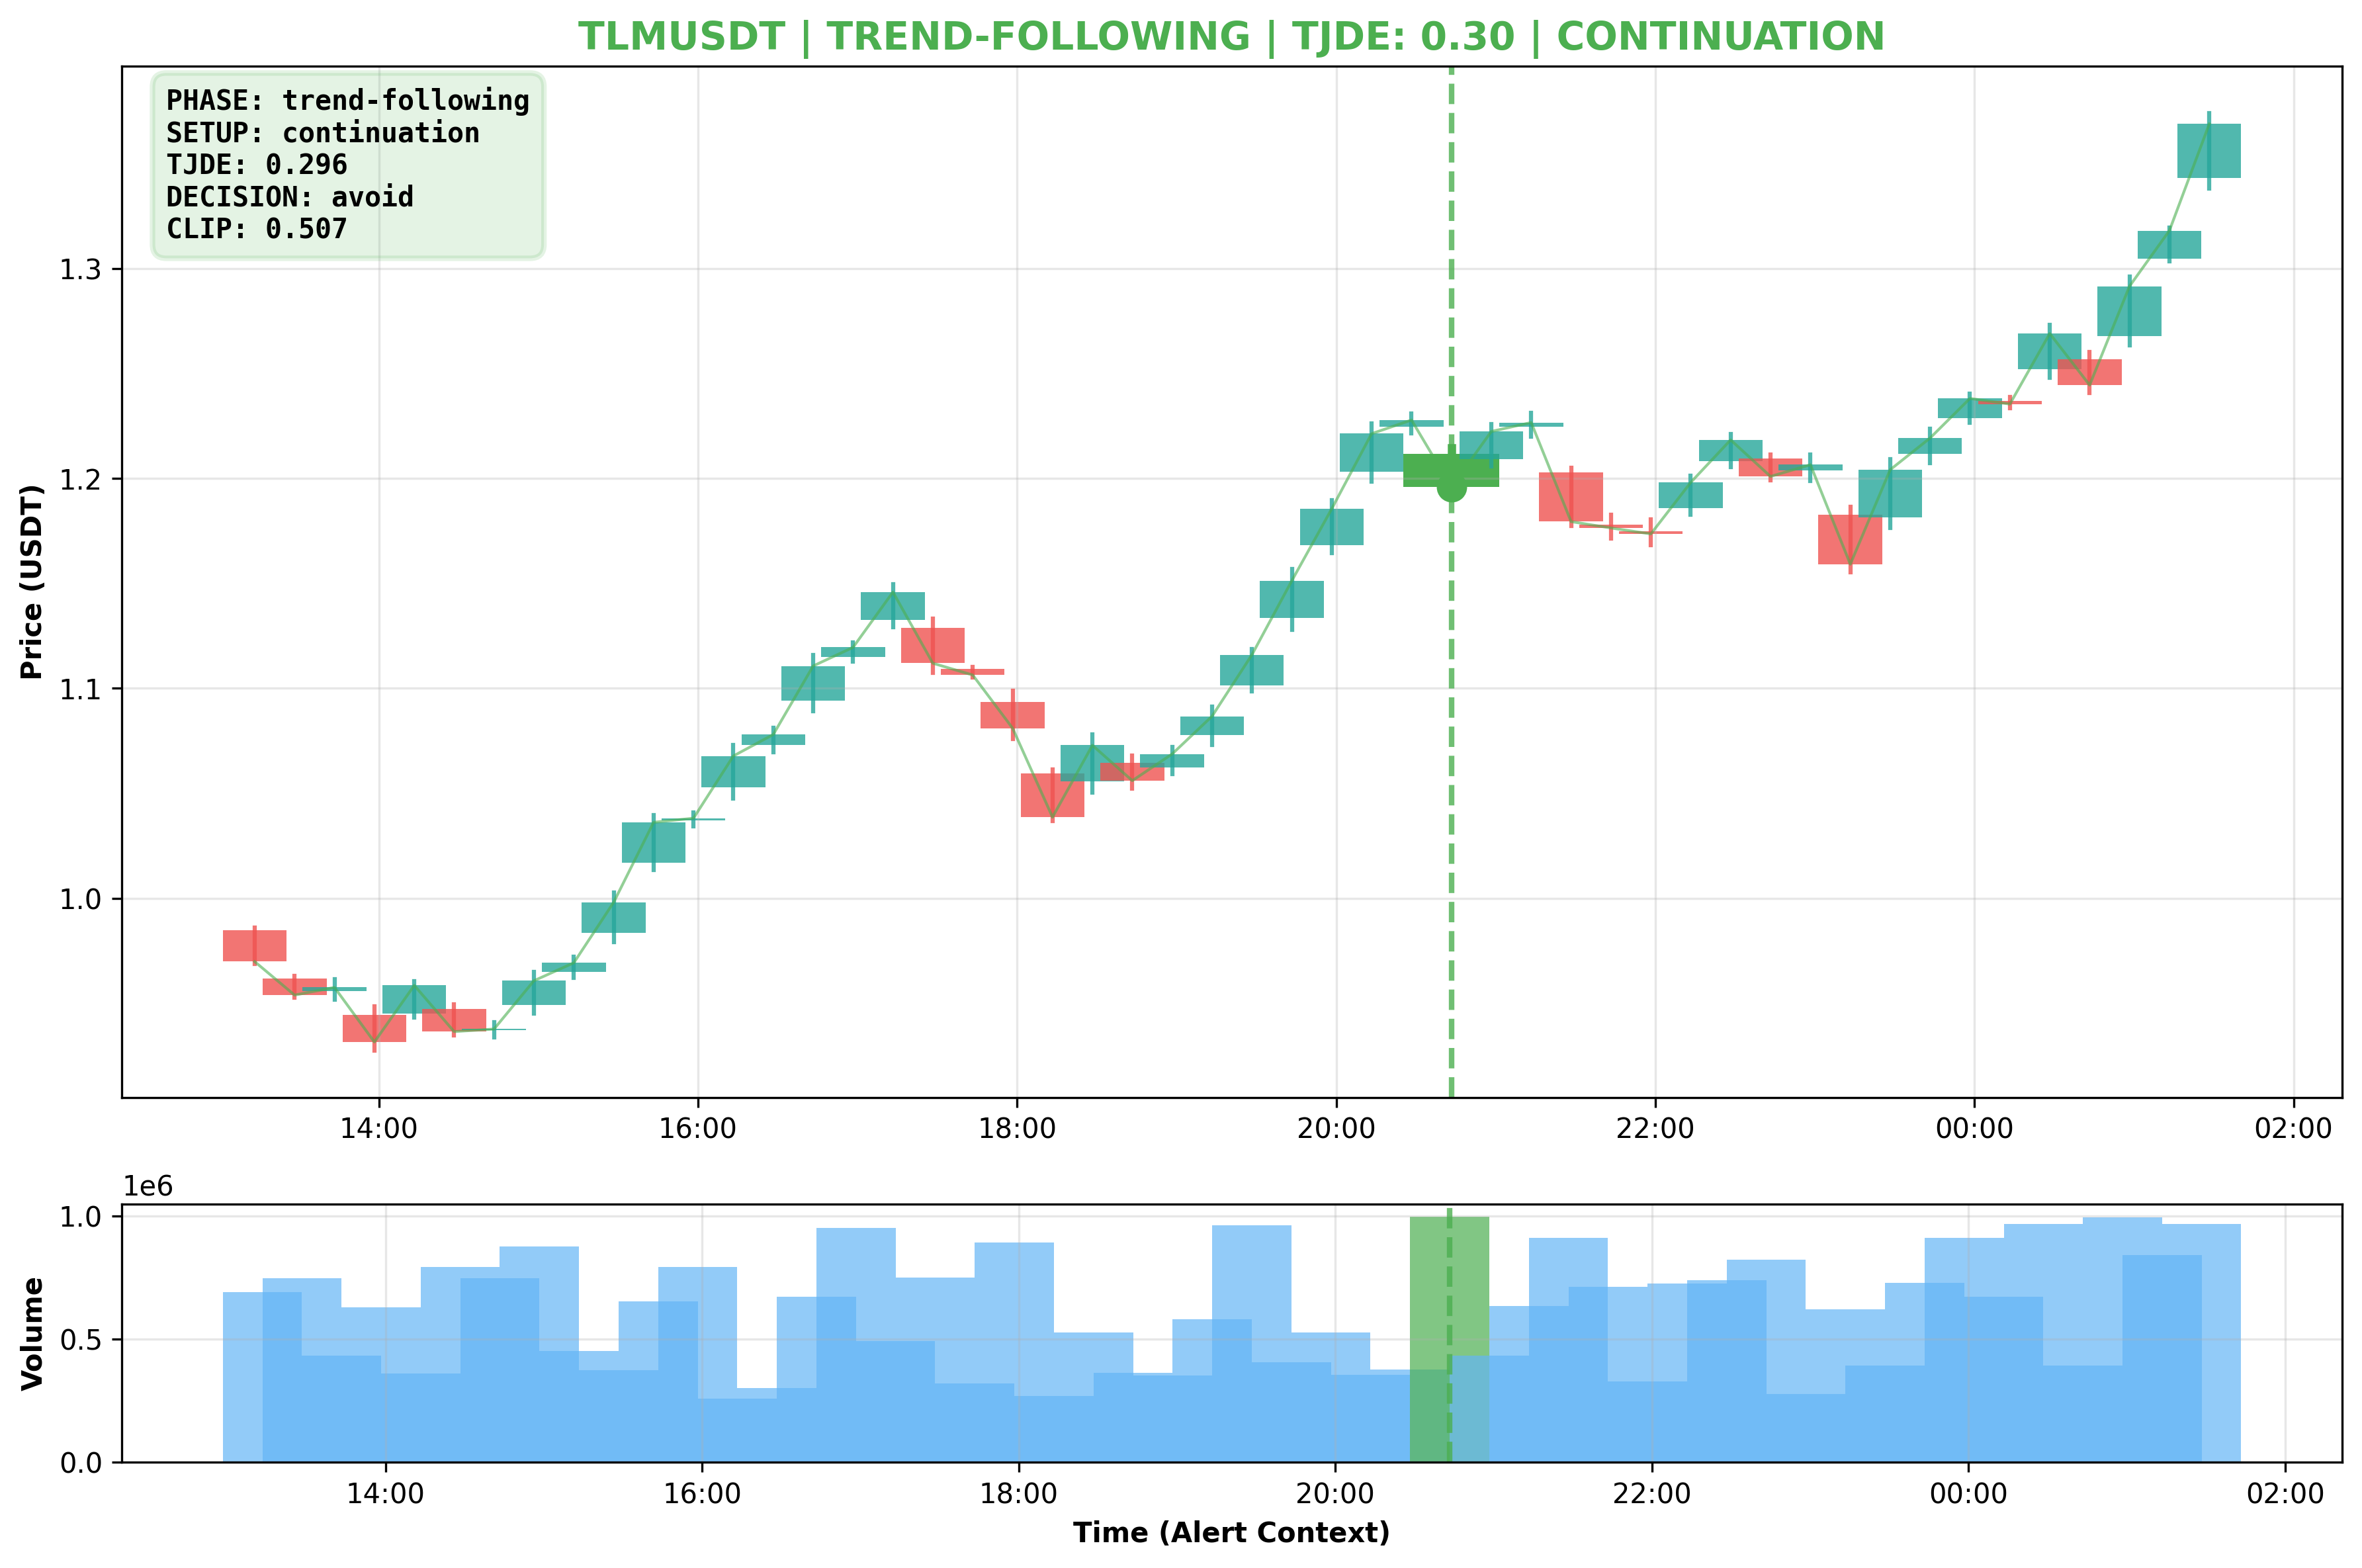 TLMUSDT | TREND-FOLLOWING | TJDE: 0.30 | CONTINUATION
PHASE: trend-following
SETUP: continuation
TJDE: 0.296
DECISION: avoid
CLIP: 0.507
Price (USDT)
1.3
1.2
1.1
1.0
14:00 16:00 18:00 20:00 22:00 00:00 02:00
1e6
Volume
1.0
0.5
0.0
14:00 16:00 18:00 20:00 22:00 00:00 02:00
Time (Alert Context)